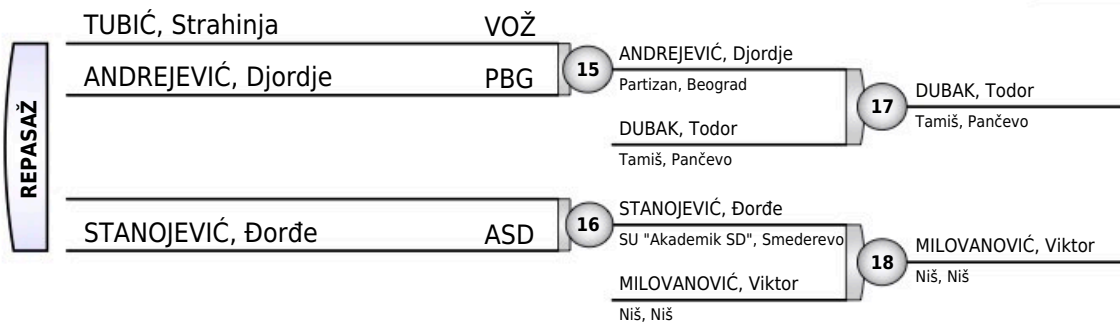 REPASAŽ
TUBIĆ, Strahinja VOŽ
ANDREJEVIĆ, Djordje PBG
15
ANDREJEVIĆ, Djordje
Partizan, Beograd
DUBAK, Todor
Tamiš, Pančevo
17
DUBAK, Todor
Tamiš, Pančevo
STANOJEVIĆ, Đorđe ASD
16
STANOJEVIĆ, Đorđe
SU "Akademik SD", Smederevo
MILOVANOVIĆ, Viktor
Niš, Niš
18
MILOVANOVIĆ, Viktor
Niš, Niš